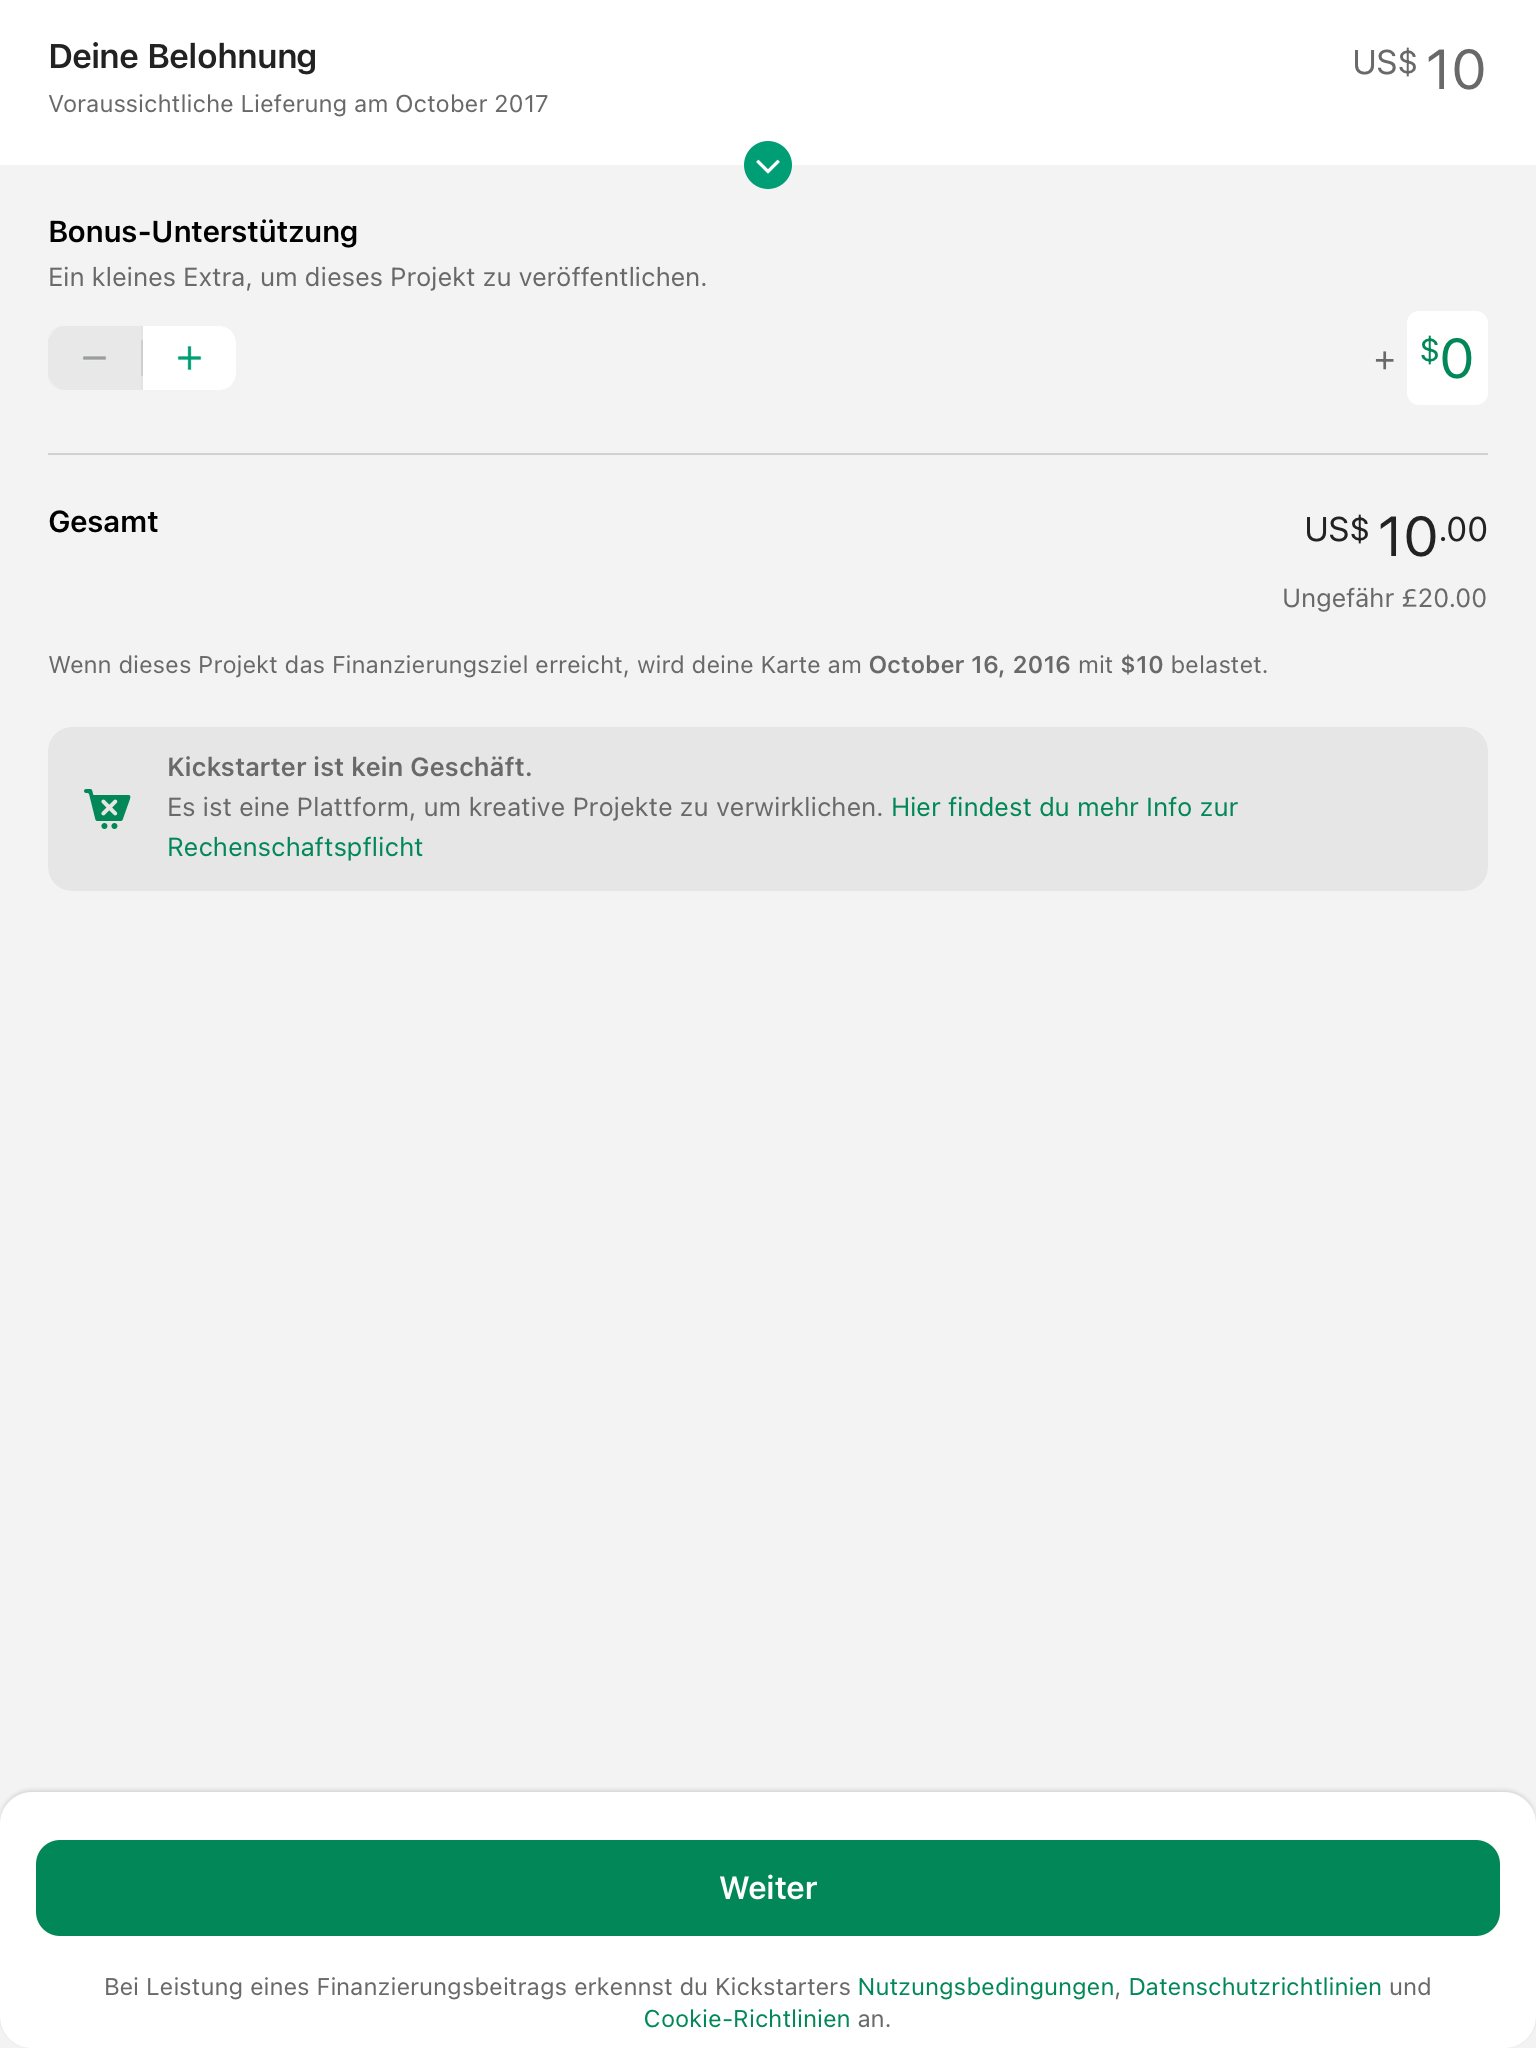 Deine Belohnung
US$ 10
Voraussichtliche Lieferung am October 2017
Bonus-Unterstützung
Ein kleines Extra, um dieses Projekt zu veröffentlichen.
− + + $0
Gesamt
US$ 10.00
Ungefähr £20.00
Wenn dieses Projekt das Finanzierungsziel erreicht, wird deine Karte am October 16, 2016 mit $10 belastet.
Kickstarter ist kein Geschäft.
Es ist eine Plattform, um kreative Projekte zu verwirklichen. Hier findest du mehr Info zur
Rechenschaftspflicht
Weiter
Bei Leistung eines Finanzierungsbeitrags erkennst du Kickstarters Nutzungsbedingungen, Datenschutzrichtlinien und
Cookie-Richtlinien an.